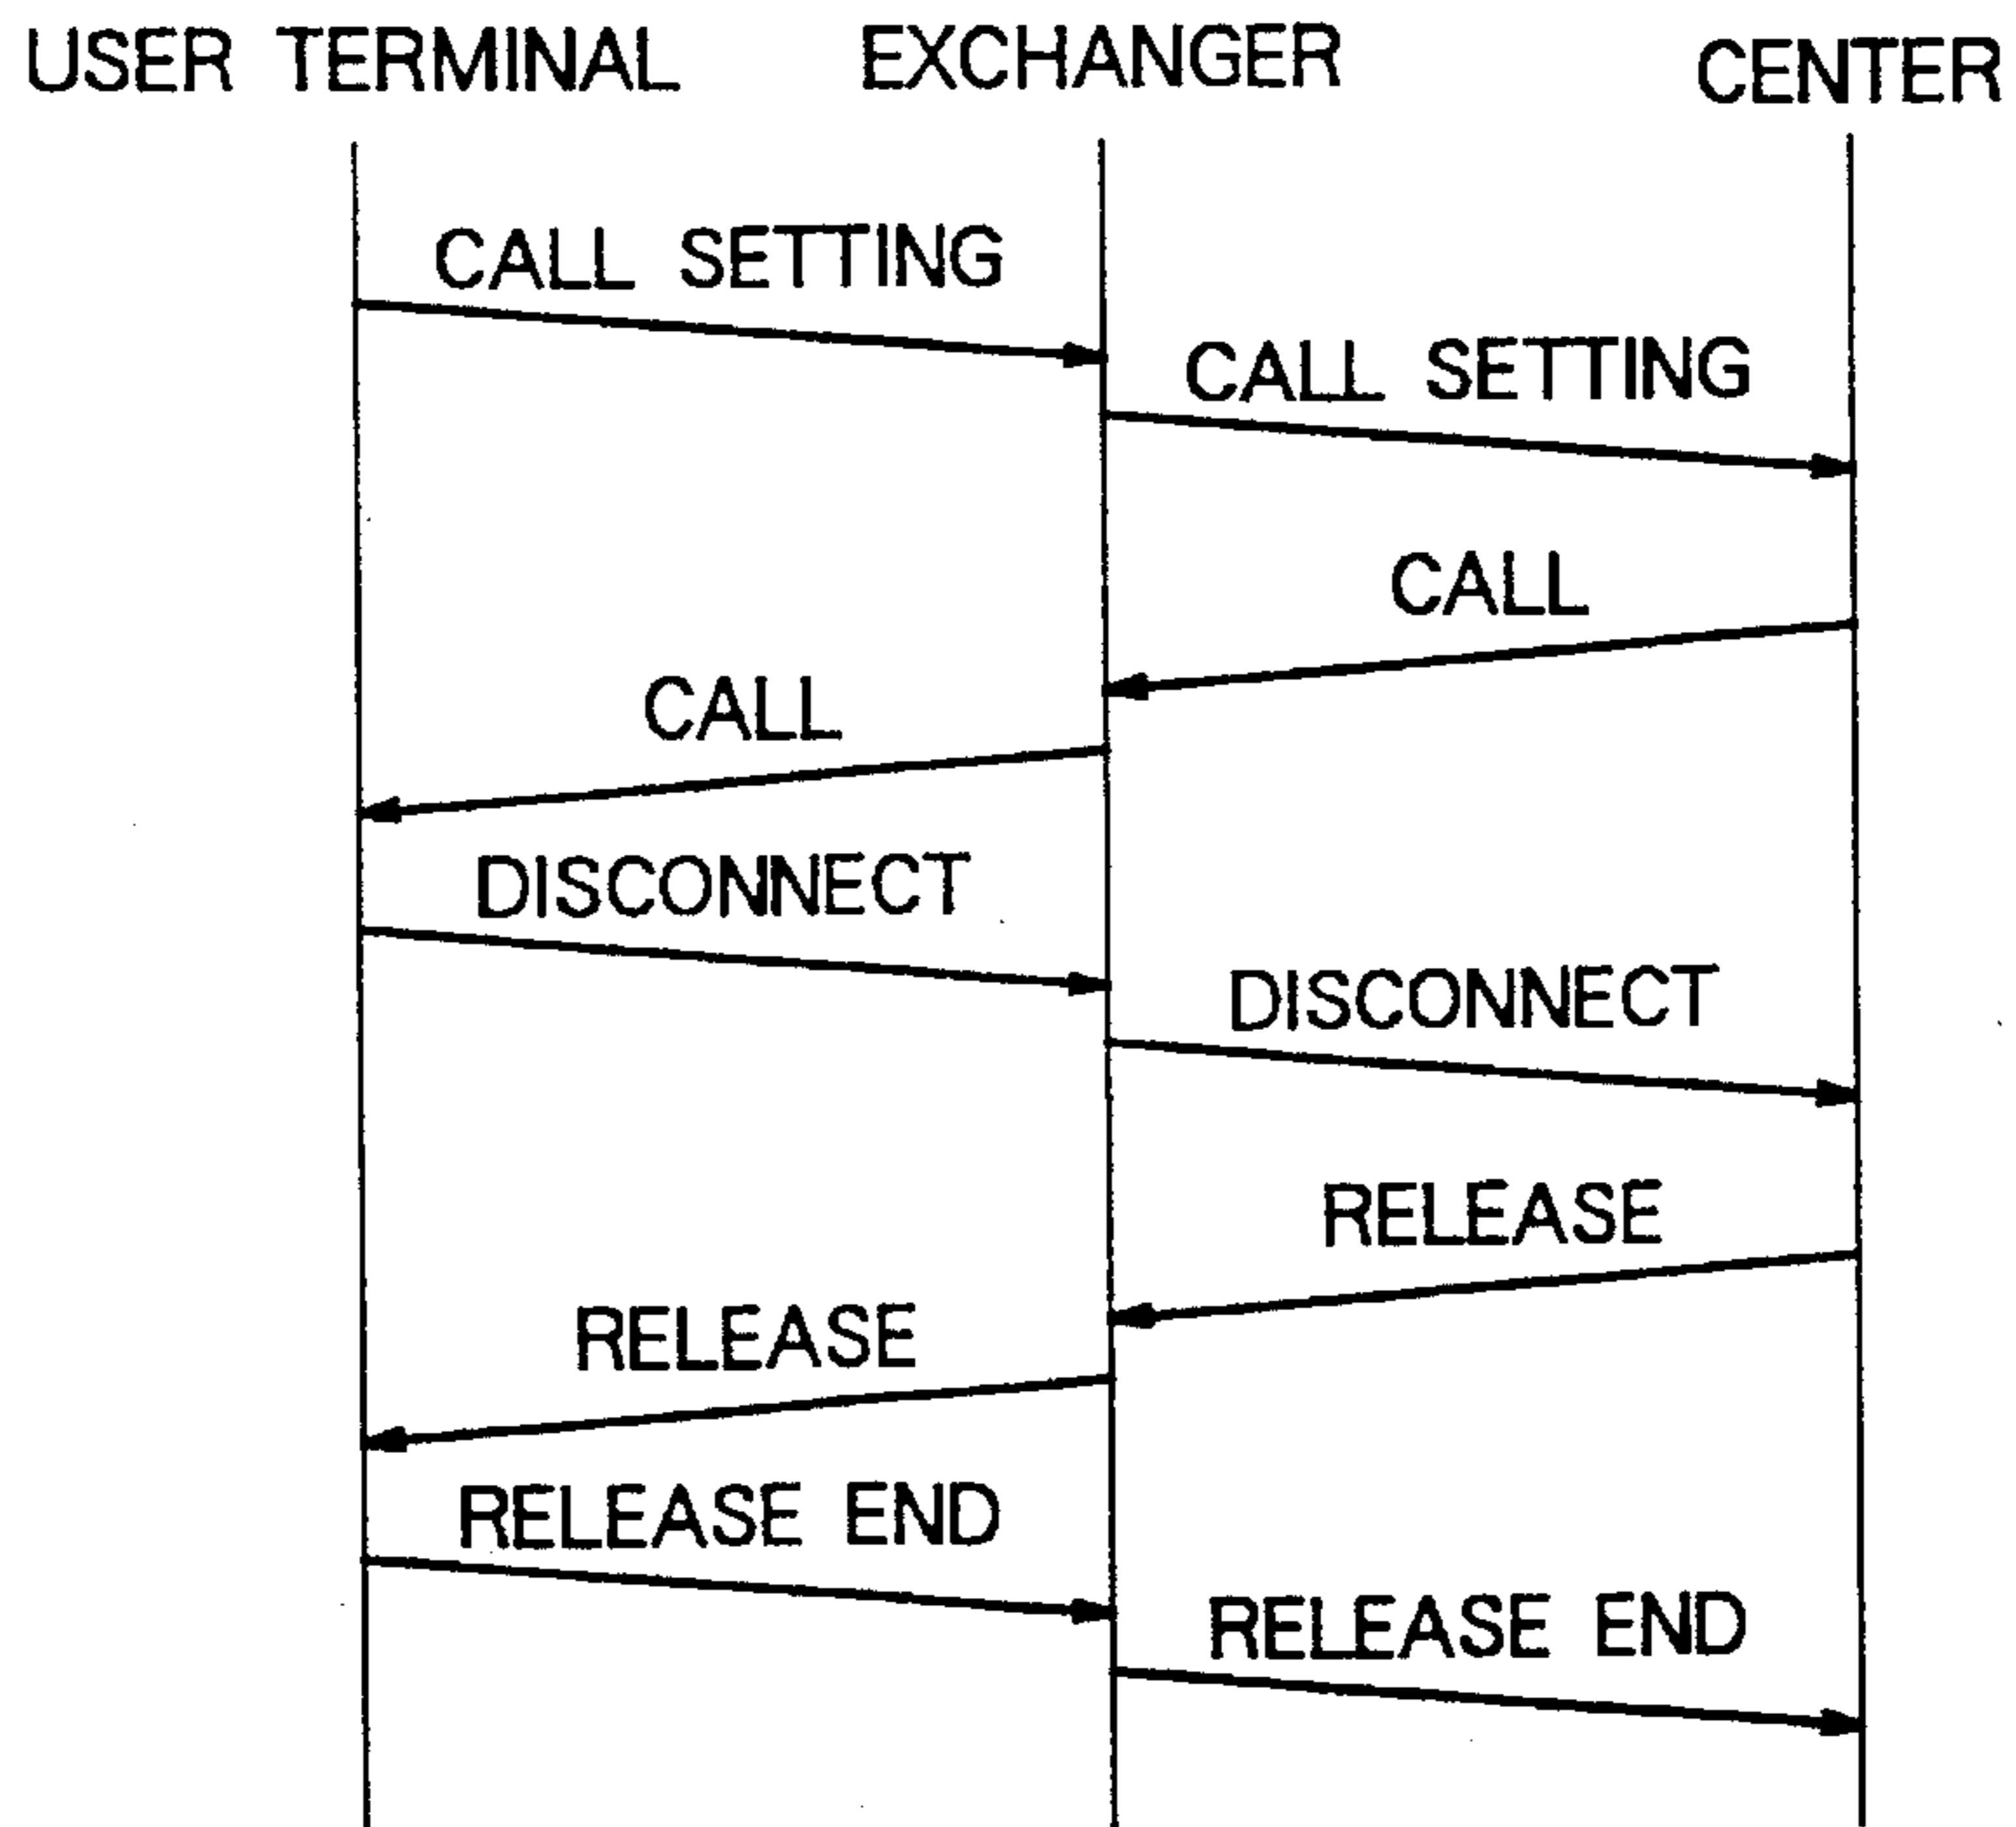 USER TERMINAL
EXCHANGER
CENTER
CALL SETTING
CALL SETTING
CALL
CALL
DISCONNECT
DISCONNECT
RELEASE
RELEASE
RELEASE END
RELEASE END